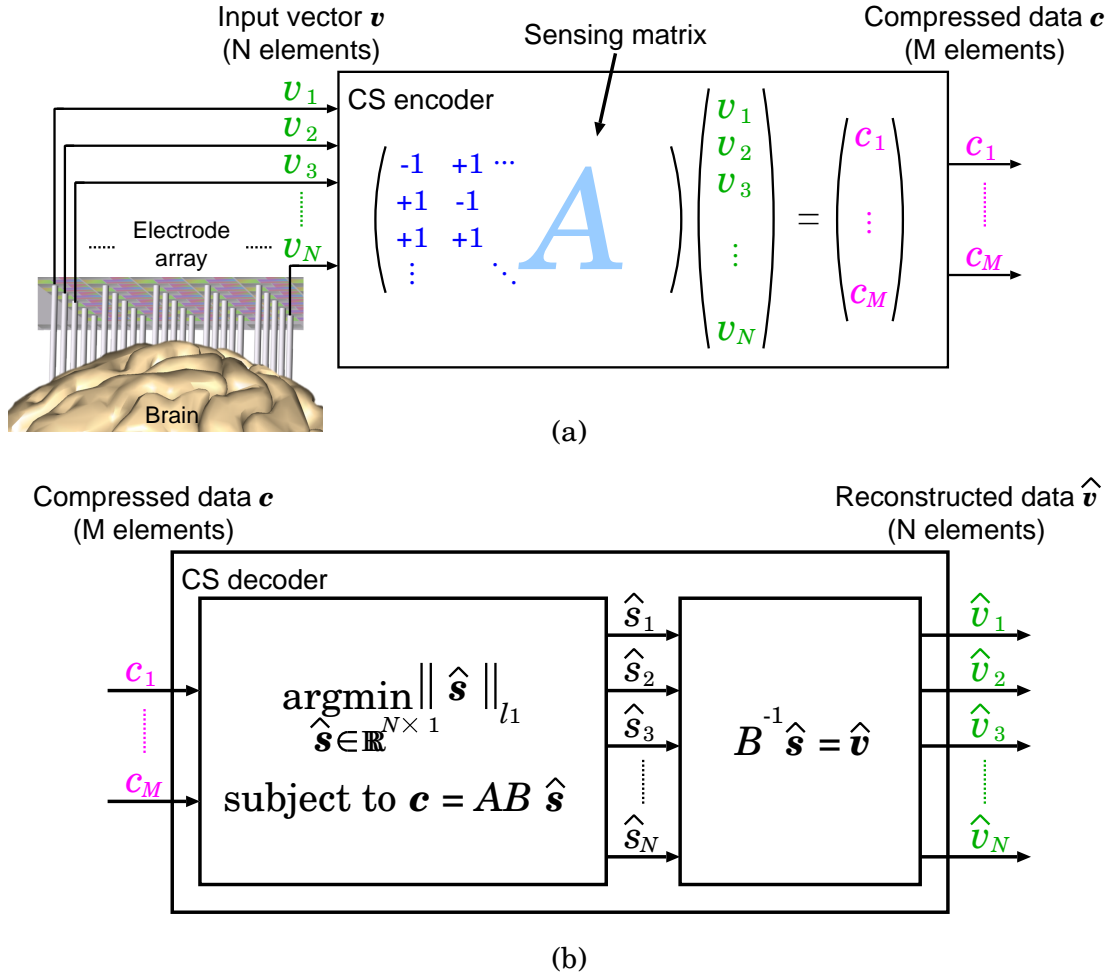 Input vector v
(N elements)
Sensing matrix
Compressed data c
(M elements)
CS encoder
v1
v2
v3
vN
-1 +1 ...
+1 -1
+1 +1
⋮ ⋱
A
v1
v2
v3
⋮
vN
=
c1
⋮
cM
c1
cM
Electrode
array
Brain
(a)
Compressed data c
(M elements)
Reconstructed data v̂
(N elements)
CS decoder
c1
cM
argmin || ŝ ||l1
ŝ∈ℝN×1
subject to c = AB ŝ
ŝ1
ŝ2
ŝ3
ŝN
B-1 ŝ = v̂
v̂1
v̂2
v̂3
v̂N
(b)